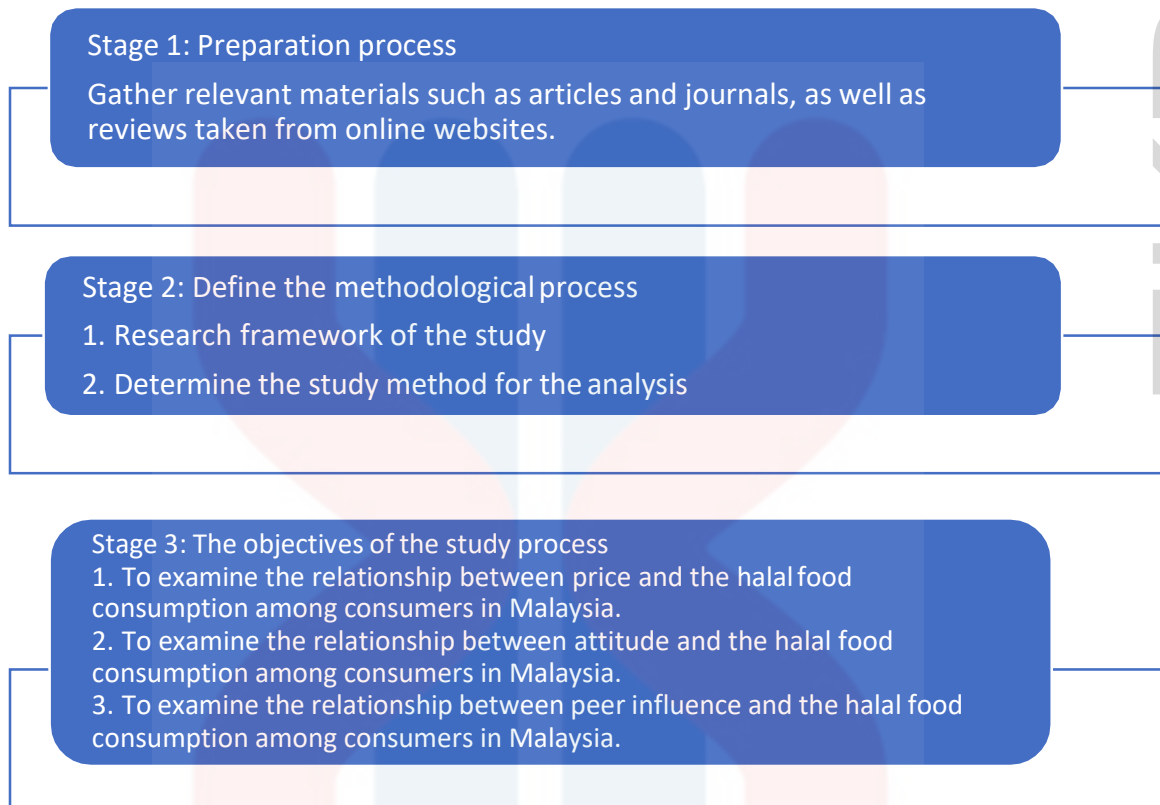 Stage 1: Preparation process
Gather relevant materials such as articles and journals, as well as
reviews taken from online websites.
Stage 2: Define the methodological process
1. Research framework of the study
2. Determine the study method for the analysis
Stage 3: The objectives of the study process
1. To examine the relationship between price and the halal food
consumption among consumers in Malaysia.
2. To examine the relationship between attitude and the halal food
consumption among consumers in Malaysia.
3. To examine the relationship between peer influence and the halal food
consumption among consumers in Malaysia.